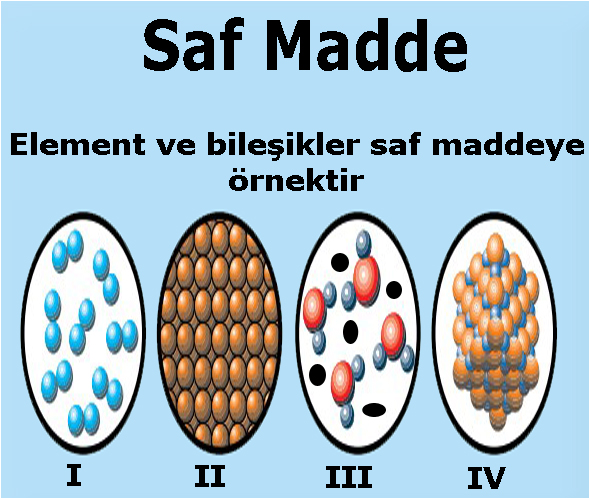 Saf Madde
Element ve bileşikler saf maddeye
örnektir
I II III IV